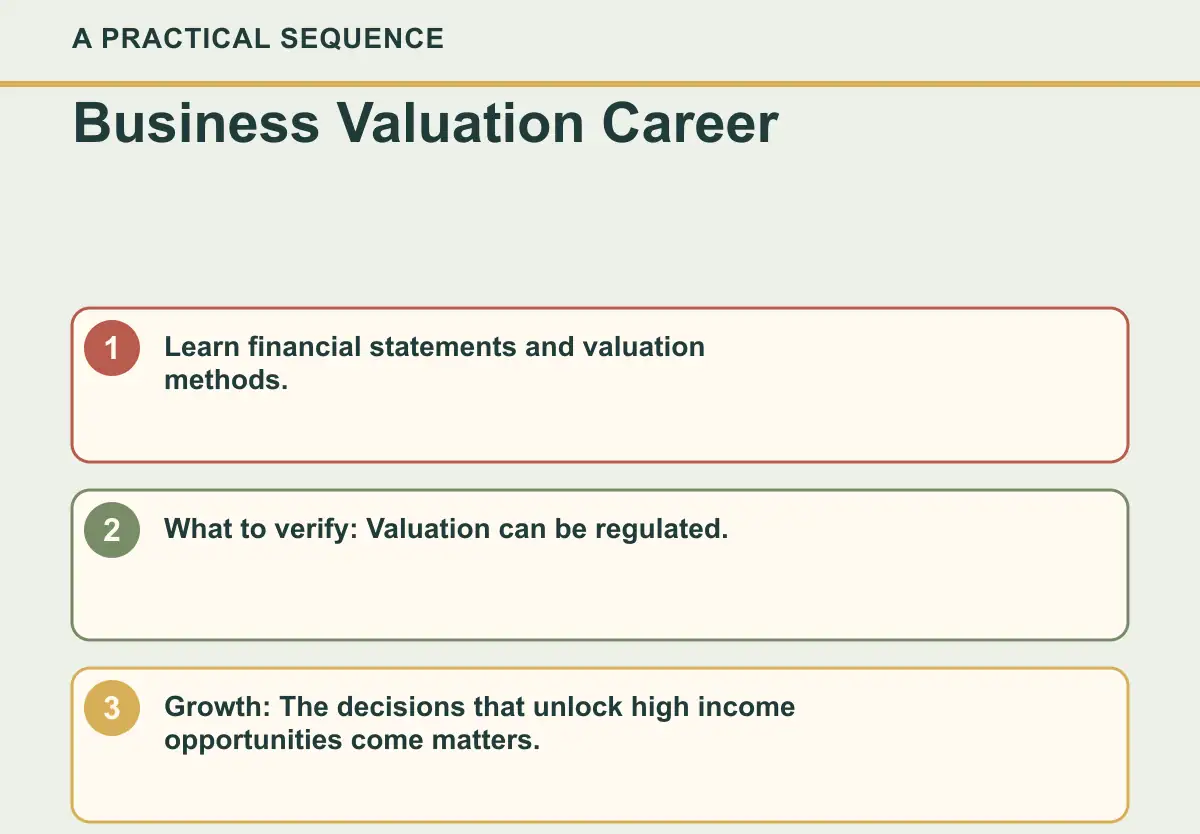 A PRACTICAL SEQUENCE
Business Valuation Career
1
Learn financial statements and valuation
methods.
2
What to verify: Valuation can be regulated.
3
Growth: The decisions that unlock high income
opportunities come matters.